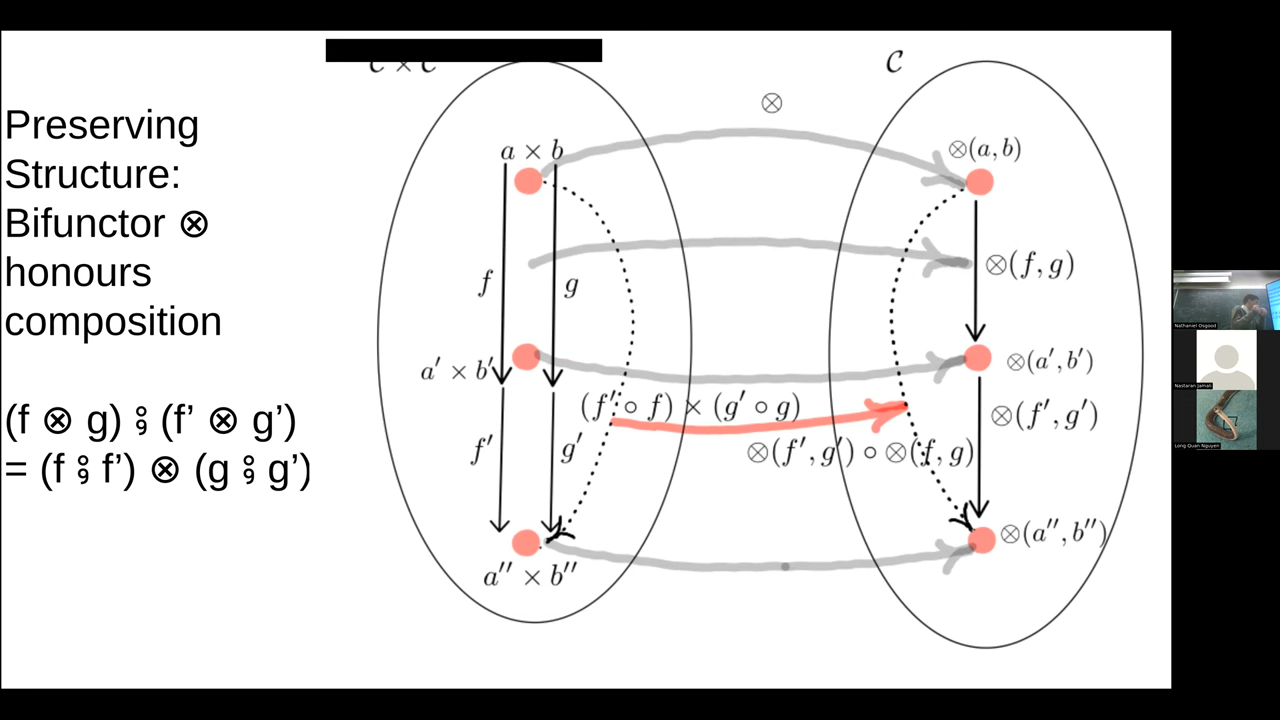 Preserving
Structure:
Bifunctor ⊗
honours
composition
(f ⊗ g) ⨟ (f’ ⊗ g’)
= (f ⨟ f’) ⊗ (g ⨟ g’)
C × C
C
⊗
a × b
⊗(a, b)
f
g
⊗(f, g)
a′ × b′
⊗(a′, b′)
(f′ ∘ f) × (g′ ∘ g)
⊗(f′, g′)
f′
g′
⊗(f′, g′) ∘ ⊗(f, g)
⊗(a″, b″)
a″ × b″
Nathaniel Osgood
Nastaran Jamali
Long Quan Nguyen